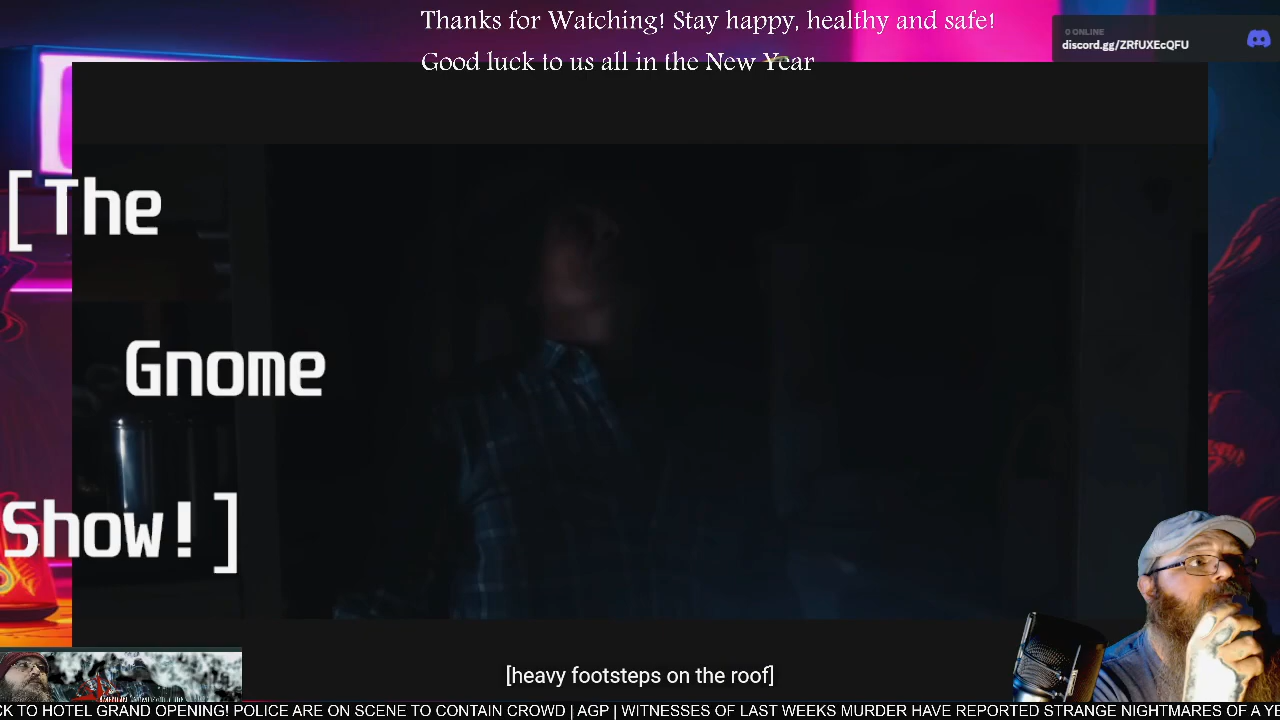 Thanks for Watching! Stay happy, healthy and safe!
Good luck to us all in the New Year
0 ONLINE
discord.gg/ZRfUXEcQFU
[The
Gnome
Show!]
[heavy footsteps on the roof]
CK TO HOTEL GRAND OPENING! POLICE ARE ON SCENE TO CONTAIN CROWD | AGP | WITNESSES OF LAST WEEKS MURDER HAVE REPORTED STRANGE NIGHTMARES OF A YE